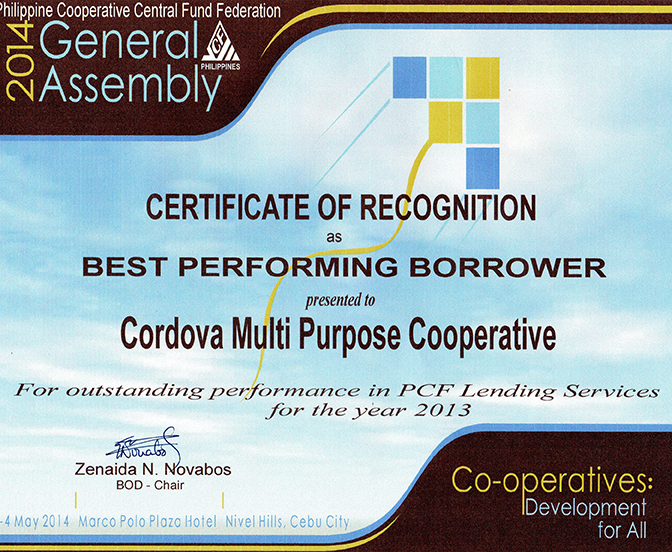 Philippine Cooperative Central Fund Federation
2014
General
Assembly
PCF
PHILIPPINES
CERTIFICATE OF RECOGNITION
as
BEST PERFORMING BORROWER
presented to
Cordova Multi Purpose Cooperative
For outstanding performance in PCF Lending Services
for the year 2013
Zenaida N. Novabos
BOD - Chair
-4 May 2014 Marco Polo Plaza Hotel Nivel Hills, Cebu City
Co-operatives:
Development
for All